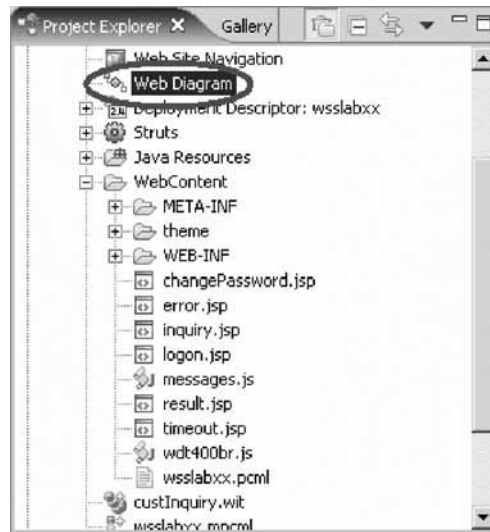 Project Explorer Gallery
Web Site Navigation
Web Diagram
Deployment Descriptor: wsslabxx
Struts
Java Resources
WebContent
META-INF
theme
WEB-INF
changePassword.jsp
error.jsp
inquiry.jsp
logon.jsp
messages.js
result.jsp
timeout.jsp
wdt400br.js
wsslabxx.pcml
custInquiry.wit
wsslabxx.mpcml